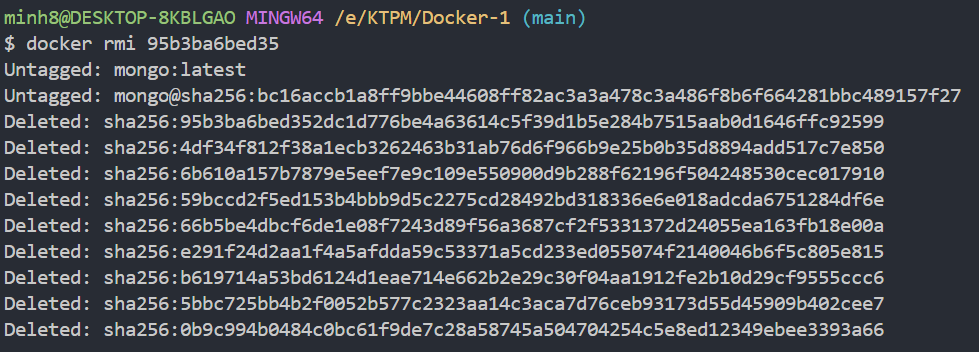 minh8@DESKTOP-8KBLGAO MINGW64 /e/KTPM/Docker-1 (main)
$ docker rmi 95b3ba6bed35
Untagged: mongo:latest
Untagged: mongo@sha256:bc16accb1a8ff9bbe44608ff82ac3a3a478c3a486f8b6f664281bbc489157f27
Deleted: sha256:95b3ba6bed352dc1d776be4a63614c5f39d1b5e284b7515aab0d1646ffc92599
Deleted: sha256:4df34f812f38a1ecb3262463b31ab76d6f966b9e25b0b35d8894add517c7e850
Deleted: sha256:6b610a157b7879e5eef7e9c109e550900d9b288f62196f504248530cec017910
Deleted: sha256:59bccd2f5ed153b4bbb9d5c2275cd28492bd318336e6e018adcda6751284df6e
Deleted: sha256:66b5be4dbcf6de1e08f7243d89f56a3687cf2f5331372d24055ea163fb18e00a
Deleted: sha256:e291f24d2aa1f4a5afdda59c53371a5cd233ed055074f2140046b6f5c805e815
Deleted: sha256:b619714a53bd6124d1eae714e662b2e29c30f04aa1912fe2b10d29cf9555ccc6
Deleted: sha256:5bbc725bb4b2f0052b577c2323aa14c3aca7d76ceb93173d55d45909b402cee7
Deleted: sha256:0b9c994b0484c0bc61f9de7c28a58745a504704254c5e8ed12349ebee3393a66